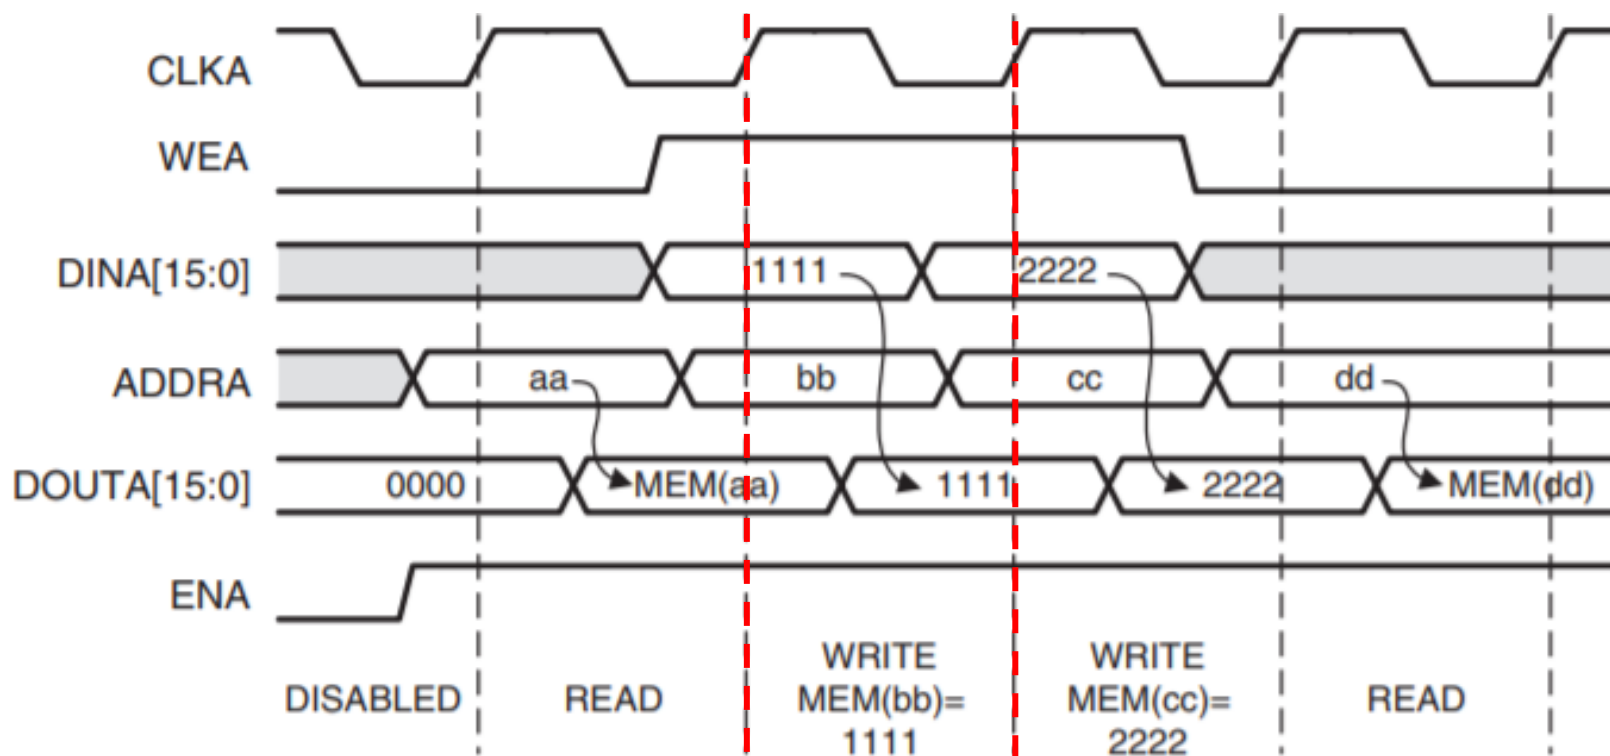 CLKA
WEA
DINA[15:0] 1111 2222
ADDRA aa bb cc dd
DOUTA[15:0] 0000 MEM(aa) 1111 2222 MEM(dd)
ENA
DISABLED READ WRITE MEM(bb)= 1111 WRITE MEM(cc)= 2222 READ